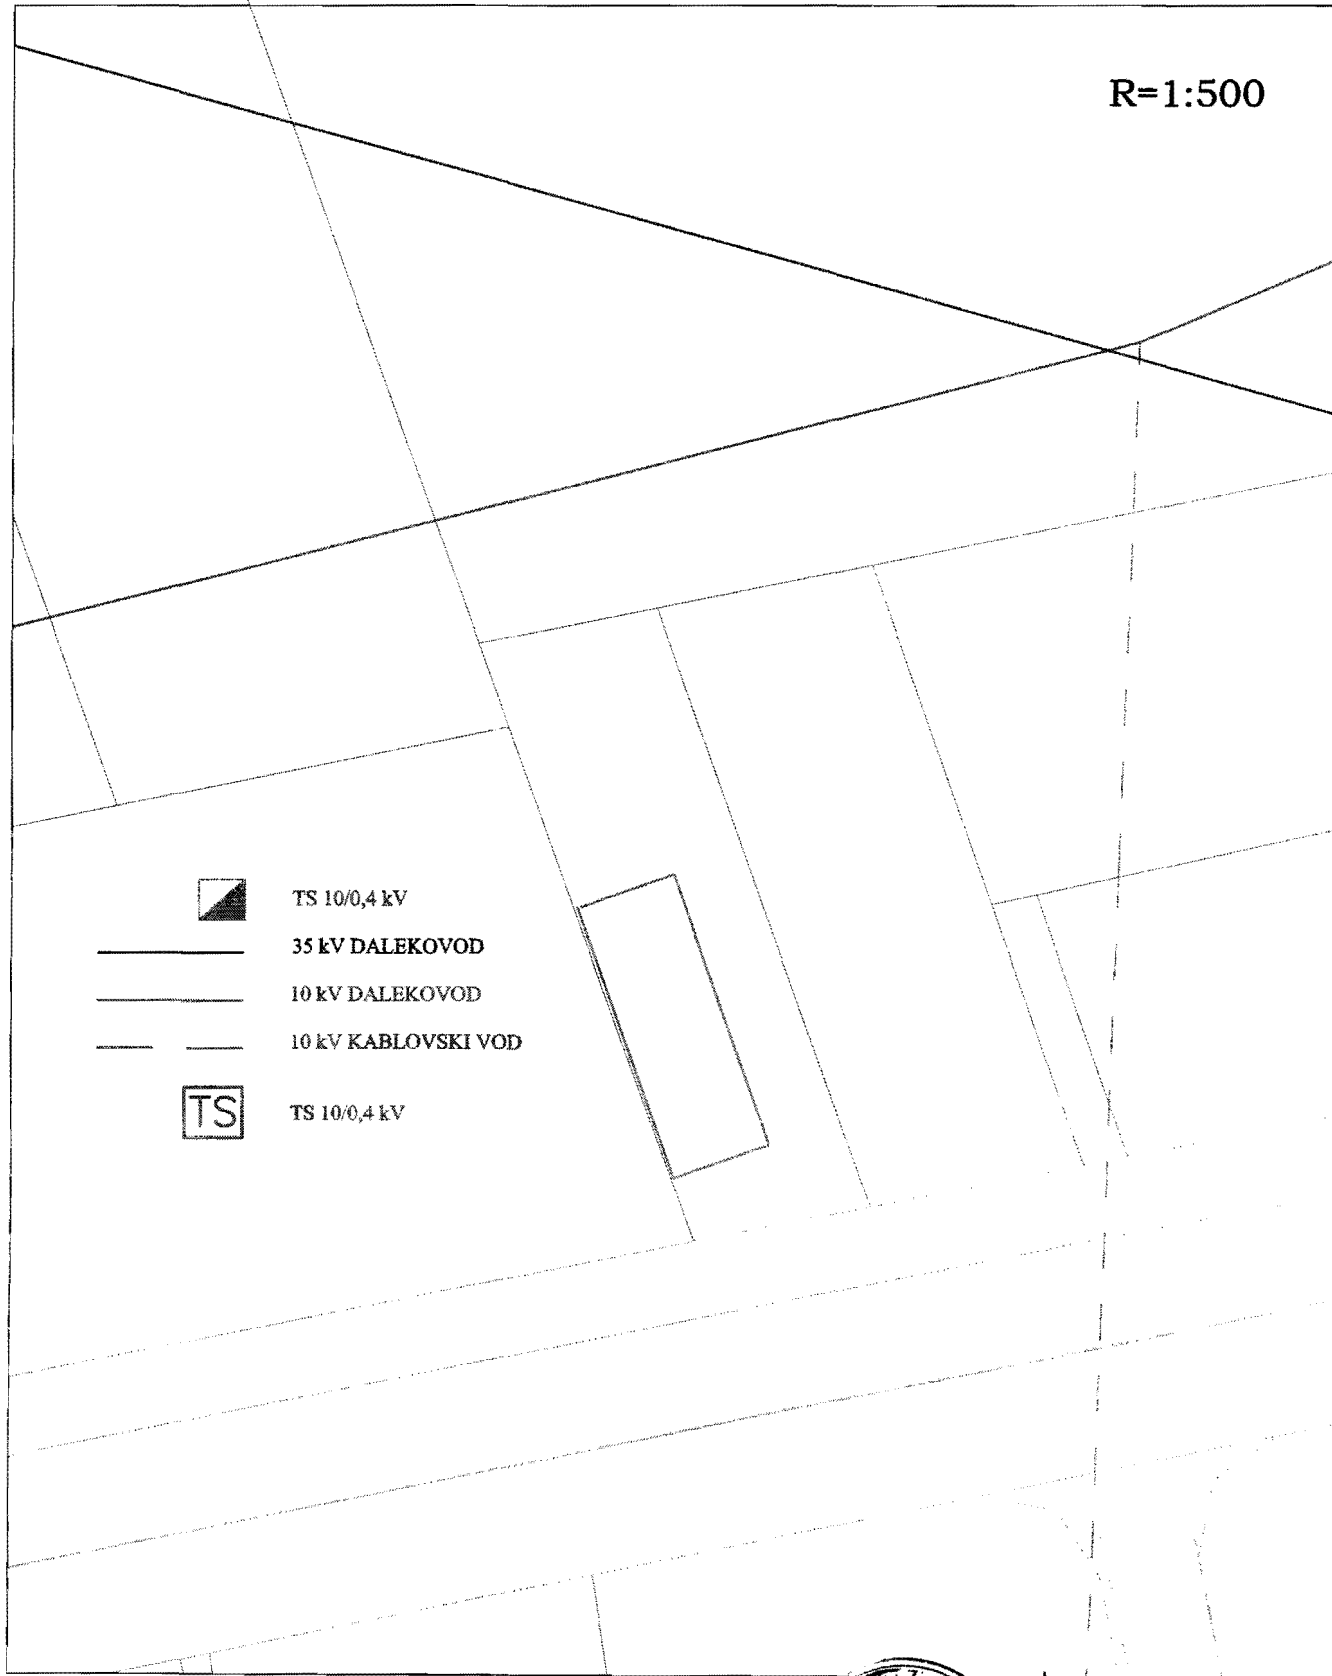 R=1:500
TS 10/0,4 kV
35 kV DALEKOVOD
10 kV DALEKOVOD
10 kV KABLOVSKI VOD
TS TS 10/0,4 kV